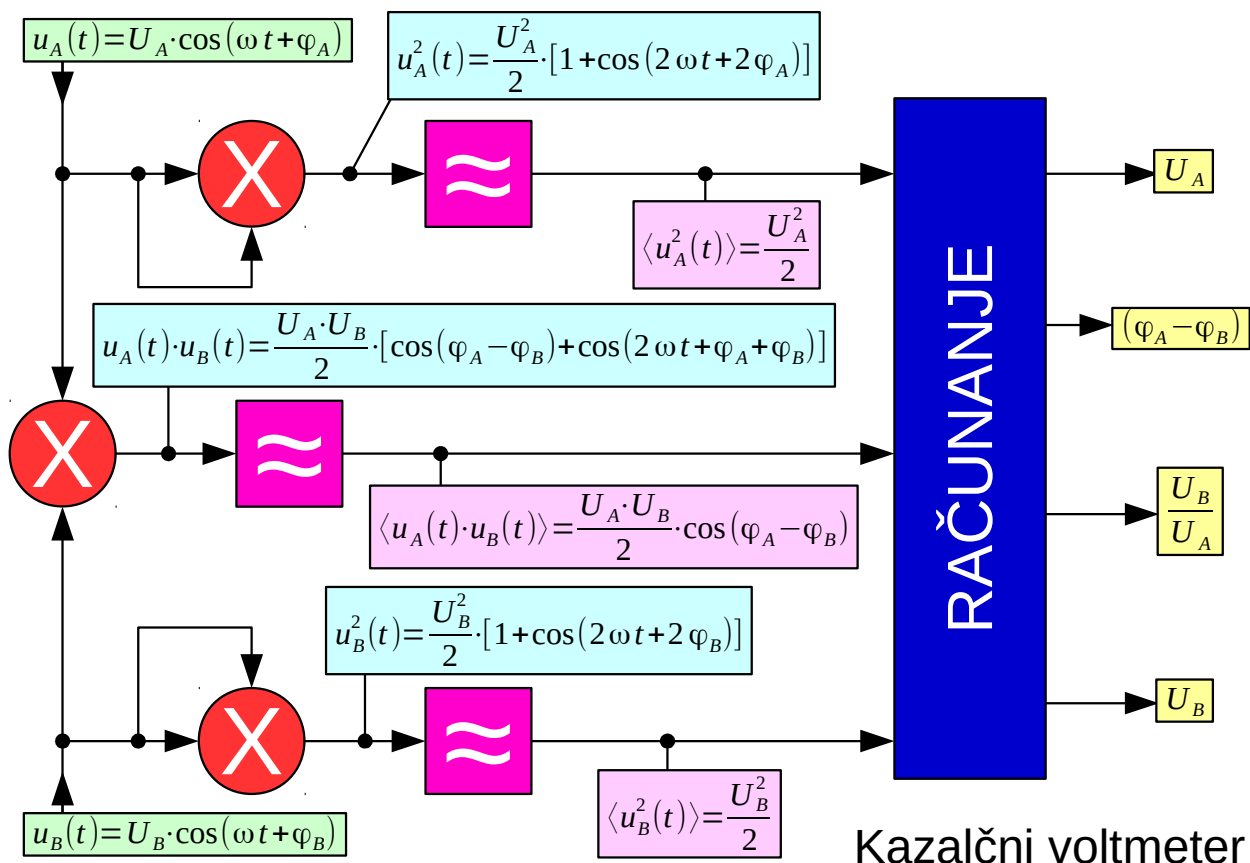 u_A(t)=U_A·cos(ωt+φ_A)
u_A^2(t)=U_A^2/2·[1+cos(2ωt+2φ_A)]
X
≈
U_A
⟨u_A^2(t)⟩=U_A^2/2
(φ_A−φ_B)
u_A(t)·u_B(t)=U_A·U_B/2·[cos(φ_A−φ_B)+cos(2ωt+φ_A+φ_B)]
X
≈
RAČUNANJE
⟨u_A(t)·u_B(t)⟩=U_A·U_B/2·cos(φ_A−φ_B)
U_B/U_A
u_B^2(t)=U_B^2/2·[1+cos(2ωt+2φ_B)]
X
≈
U_B
⟨u_B^2(t)⟩=U_B^2/2
u_B(t)=U_B·cos(ωt+φ_B)
Kazalčni voltmeter